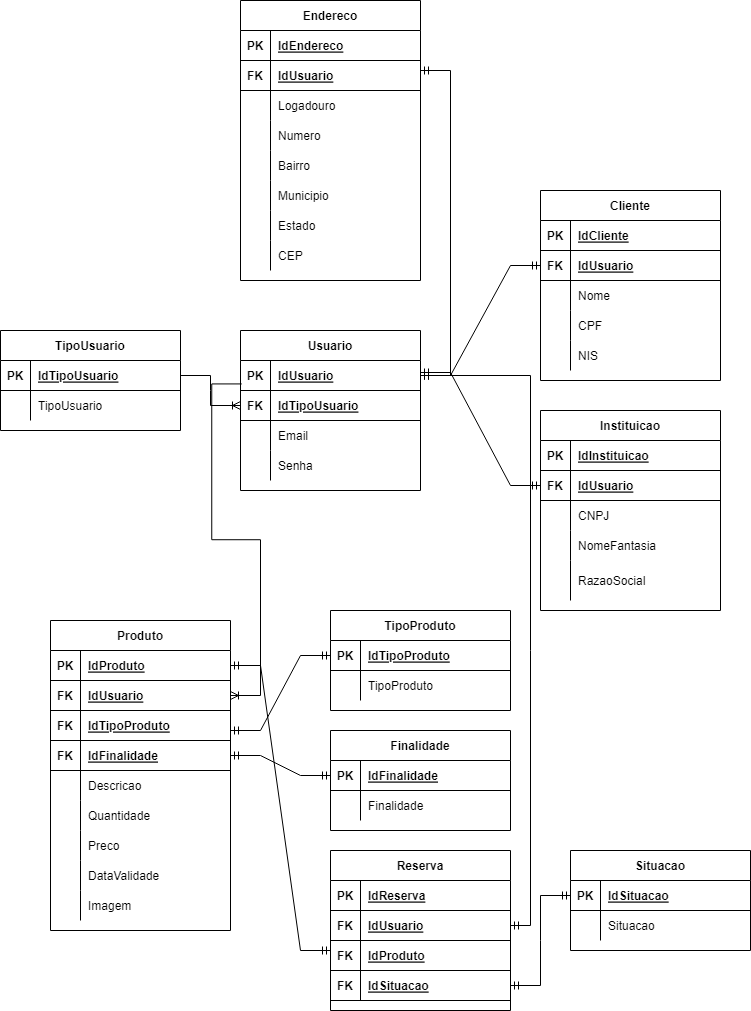 Endereco
PK IdEndereco
FK IdUsuario
Logadouro
Numero
Bairro
Municipio
Estado
CEP
Cliente
PK IdCliente
FK IdUsuario
Nome
CPF
NIS
TipoUsuario
PK IdTipoUsuario
TipoUsuario
Usuario
PK IdUsuario
FK IdTipoUsuario
Email
Senha
Instituicao
PK IdInstituicao
FK IdUsuario
CNPJ
NomeFantasia
RazaoSocial
Produto
PK IdProduto
FK IdUsuario
FK IdTipoProduto
FK IdFinalidade
Descricao
Quantidade
Preco
DataValidade
Imagem
TipoProduto
PK IdTipoProduto
TipoProduto
Finalidade
PK IdFinalidade
Finalidade
Reserva
PK IdReserva
FK IdUsuario
FK IdProduto
FK IdSituacao
Situacao
PK IdSituacao
Situacao